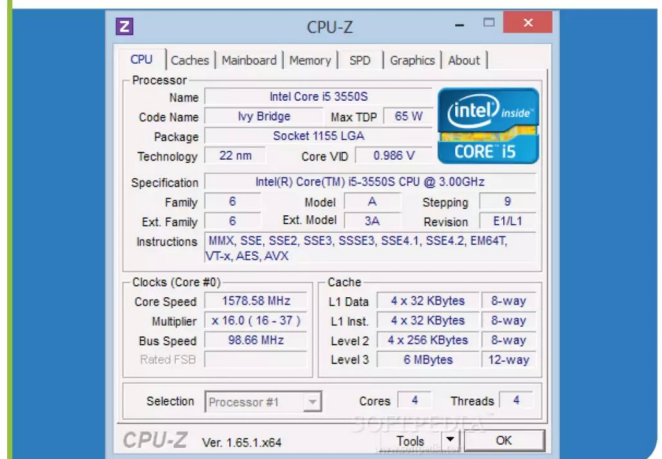 Z CPU-Z
CPU Caches Mainboard Memory SPD Graphics About
Processor
Name Intel Core i5 3550S
Code Name Ivy Bridge Max TDP 65 W
Package Socket 1155 LGA
Technology 22 nm Core VID 0.986 V
intel inside™
CORE™ i5
Specification Intel(R) Core(TM) i5-3550S CPU @ 3.00GHz
Family 6 Model A Stepping 9
Ext. Family 6 Ext. Model 3A Revision E1/L1
Instructions MMX, SSE, SSE2, SSE3, SSSE3, SSE4.1, SSE4.2, EM64T,
VT-x, AES, AVX
Clocks (Core #0) Cache
Core Speed 1578.58 MHz L1 Data 4 x 32 KBytes 8-way
Multiplier x 16.0 ( 16 - 37 ) L1 Inst. 4 x 32 KBytes 8-way
Bus Speed 98.66 MHz Level 2 4 x 256 KBytes 8-way
Rated FSB Level 3 6 MBytes 12-way
Selection Processor #1 Cores 4 Threads 4
SOFTPEDIA
CPU-Z Ver. 1.65.1.x64 Tools OK